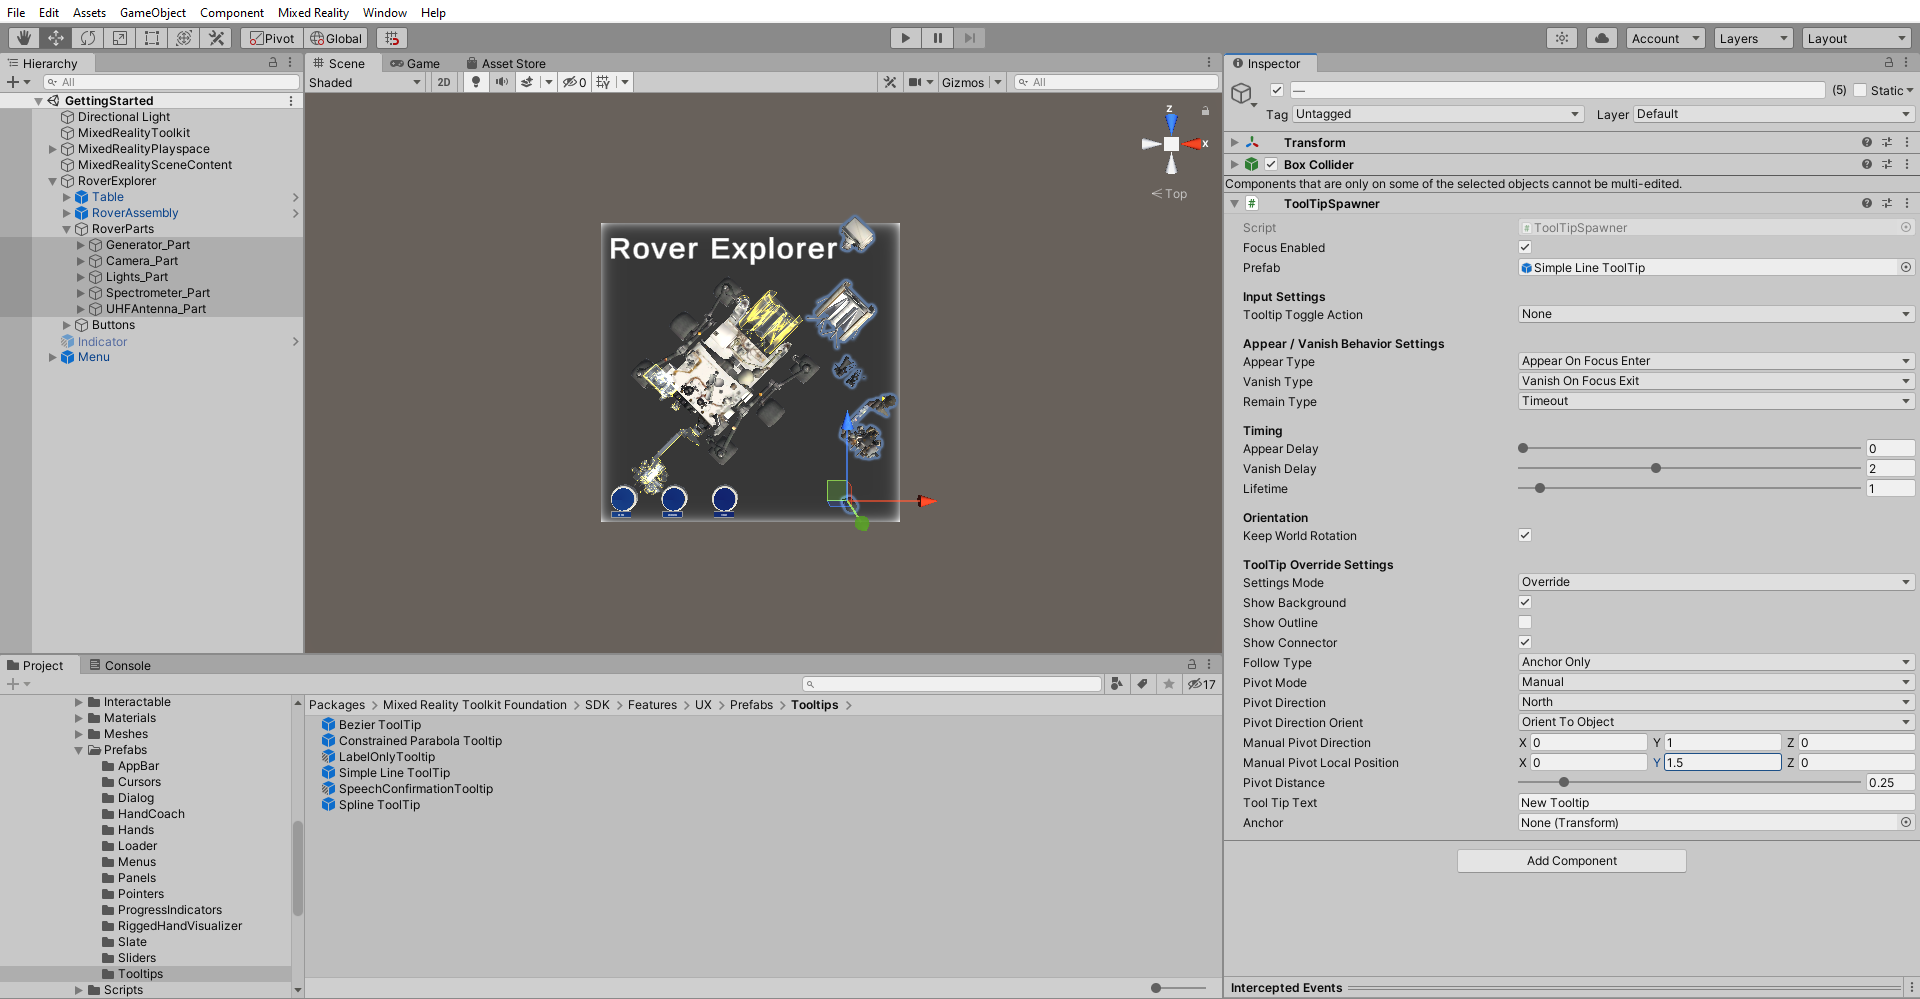 File Edit Assets GameObject Component Mixed Reality Window Help
Pivot Global Account Layers Layout
Hierarchy
All
GettingStarted
Directional Light
MixedRealityToolkit
MixedRealityPlayspace
MixedRealitySceneContent
RoverExplorer
Table
RoverAssembly
RoverParts
Generator_Part
Camera_Part
Lights_Part
Spectrometer_Part
UHFAntenna_Part
Buttons
Indicator
Menu
Scene Game Asset Store
Shaded 2D 0 Gizmos All
z
x
Top
Rover Explorer
Project Console
17
Interactable
Materials
Meshes
Prefabs
AppBar
Cursors
Dialog
HandCoach
Hands
Loader
Menus
Panels
Pointers
ProgressIndicators
RiggedHandVisualizer
Slate
Sliders
Tooltips
Scripts
Packages > Mixed Reality Toolkit Foundation > SDK > Features > UX > Prefabs > Tooltips >
Bezier ToolTip
Constrained Parabola Tooltip
LabelOnlyTooltip
Simple Line ToolTip
SpeechConfirmationTooltip
Spline ToolTip
Inspector
— (5) Static
Tag Untagged Layer Default
Transform
Box Collider
Components that are only on some of the selected objects cannot be multi-edited.
# ToolTipSpawner
Script # ToolTipSpawner
Focus Enabled
Prefab Simple Line ToolTip
Input Settings
Tooltip Toggle Action None
Appear / Vanish Behavior Settings
Appear Type Appear On Focus Enter
Vanish Type Vanish On Focus Exit
Remain Type Timeout
Timing
Appear Delay 0
Vanish Delay 2
Lifetime 1
Orientation
Keep World Rotation
ToolTip Override Settings
Settings Mode Override
Show Background
Show Outline
Show Connector
Follow Type Anchor Only
Pivot Mode Manual
Pivot Direction North
Pivot Direction Orient Orient To Object
Manual Pivot Direction X 0 Y 1 Z 0
Manual Pivot Local Position X 0 Y 1.5 Z 0
Pivot Distance 0.25
Tool Tip Text New Tooltip
Anchor None (Transform)
Add Component
Intercepted Events